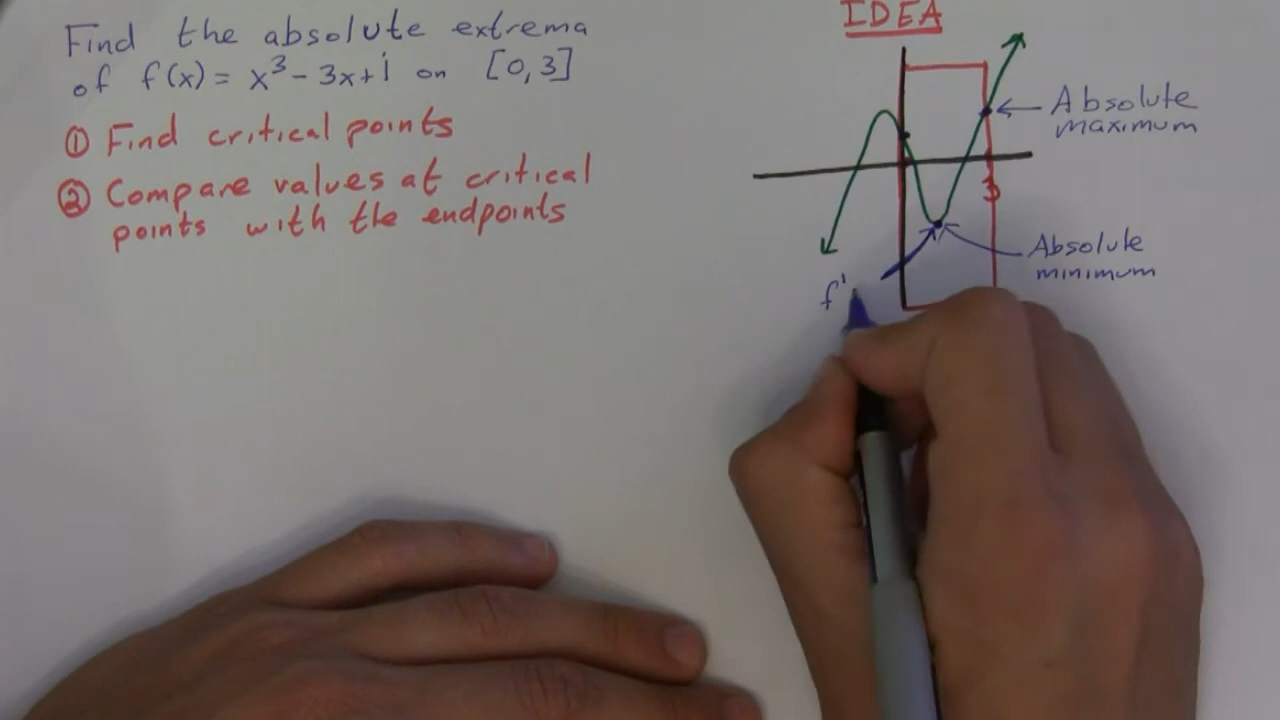 Find the absolute extrema
of f(x) = x³ - 3x + 1 on [0, 3]
① Find critical points
② Compare values at critical
points with the endpoints
IDEA
Absolute
maximum
3
Absolute
minimum
f'